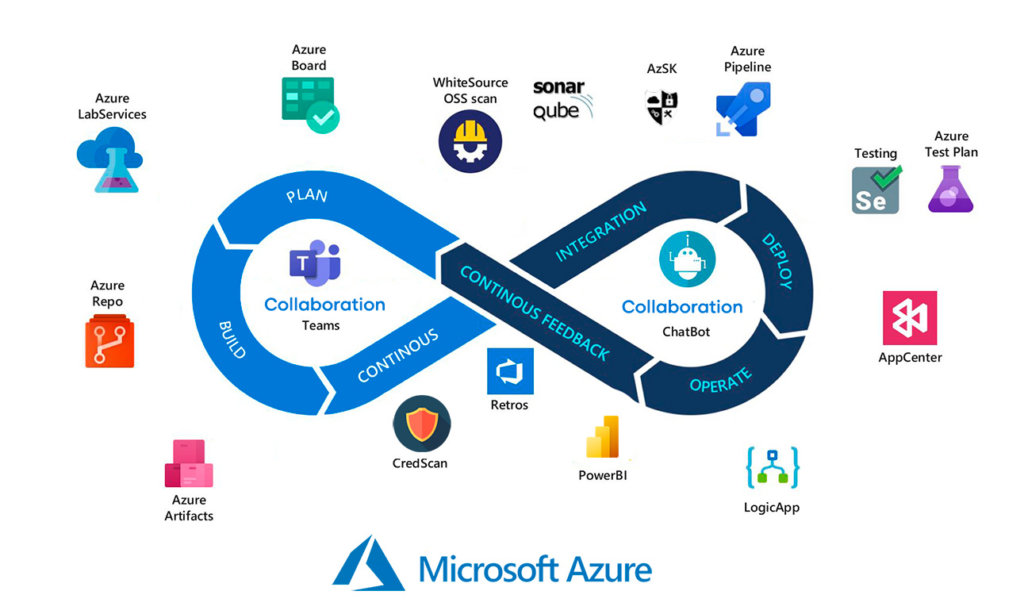 Azure
Board
WhiteSource
OSS scan
sonar
qube
AzSK
Azure
Pipeline
Azure
LabServices
Testing
Se
Azure
Test Plan
PLAN
INTEGRATION
DEPLOY
T
Collaboration
Teams
CONTINOUS FEEDBACK
Collaboration
ChatBot
Azure
Repo
BUILD
CONTINOUS
OPERATE
AppCenter
Retros
CredScan
PowerBI
Azure
Artifacts
LogicApp
Microsoft Azure